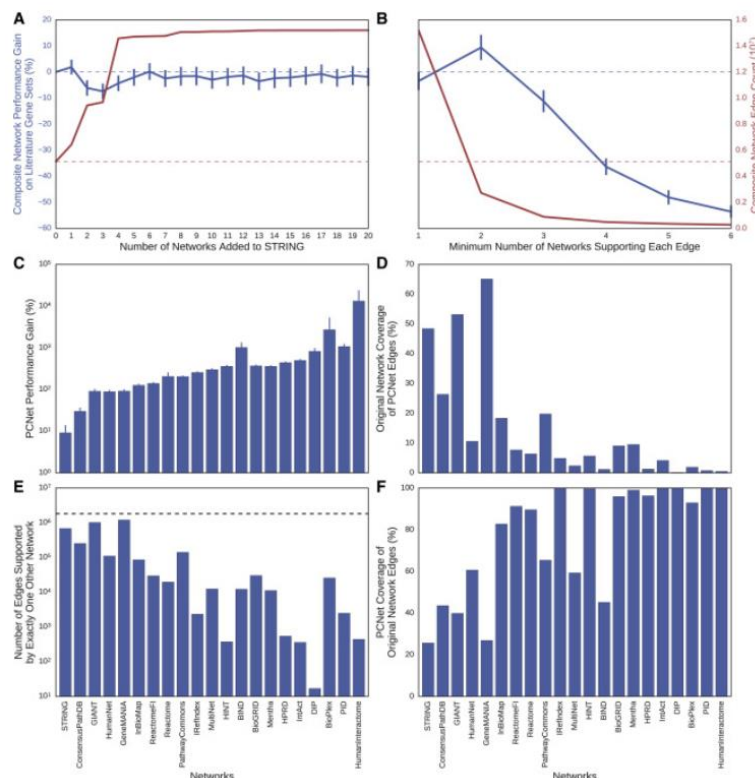 A
B
Composite Network Performance Gain
on Literature Gene Sets (%)
20
10
0
−10
−20
−30
−40
−50
−60
0 1 2 3 4 5 6 7 8 9 10 11 12 13 14 15 16 17 18 19 20
Number of Networks Added to STRING
1.6
1.4
1.2
1.0
0.8
0.6
0.4
0.2
0.0
Composite Network Edge Count (10⁷)
1 2 3 4 5 6
Minimum Number of Networks Supporting Each Edge
C
PCNet Performance Gain (%)
10⁵
10⁴
10³
10²
10¹
10⁰
D
Original Network Coverage
of PCNet Edges (%)
70
60
50
40
30
20
10
0
E
Number of Edges Supported
by Exactly One Other Network
10⁷
10⁶
10⁵
10⁴
10³
10²
10¹
STRING
ConsensusPathDB
GIANT
HumanNet
GeneMANIA
InBioMap
ReactomeFI
Reactome
PathwayCommons
IRefIndex
MultiNet
HINT
BIND
BioGRID
Mentha
HPRD
IntAct
DIP
BioPlex
PID
HumanInteractome
Networks
F
PCNet Coverage of
Original Network Edges (%)
100
80
60
40
20
0
STRING
ConsensusPathDB
GIANT
HumanNet
GeneMANIA
InBioMap
ReactomeFI
Reactome
PathwayCommons
IRefIndex
MultiNet
HINT
BIND
BioGRID
Mentha
HPRD
IntAct
DIP
BioPlex
PID
HumanInteractome
Networks